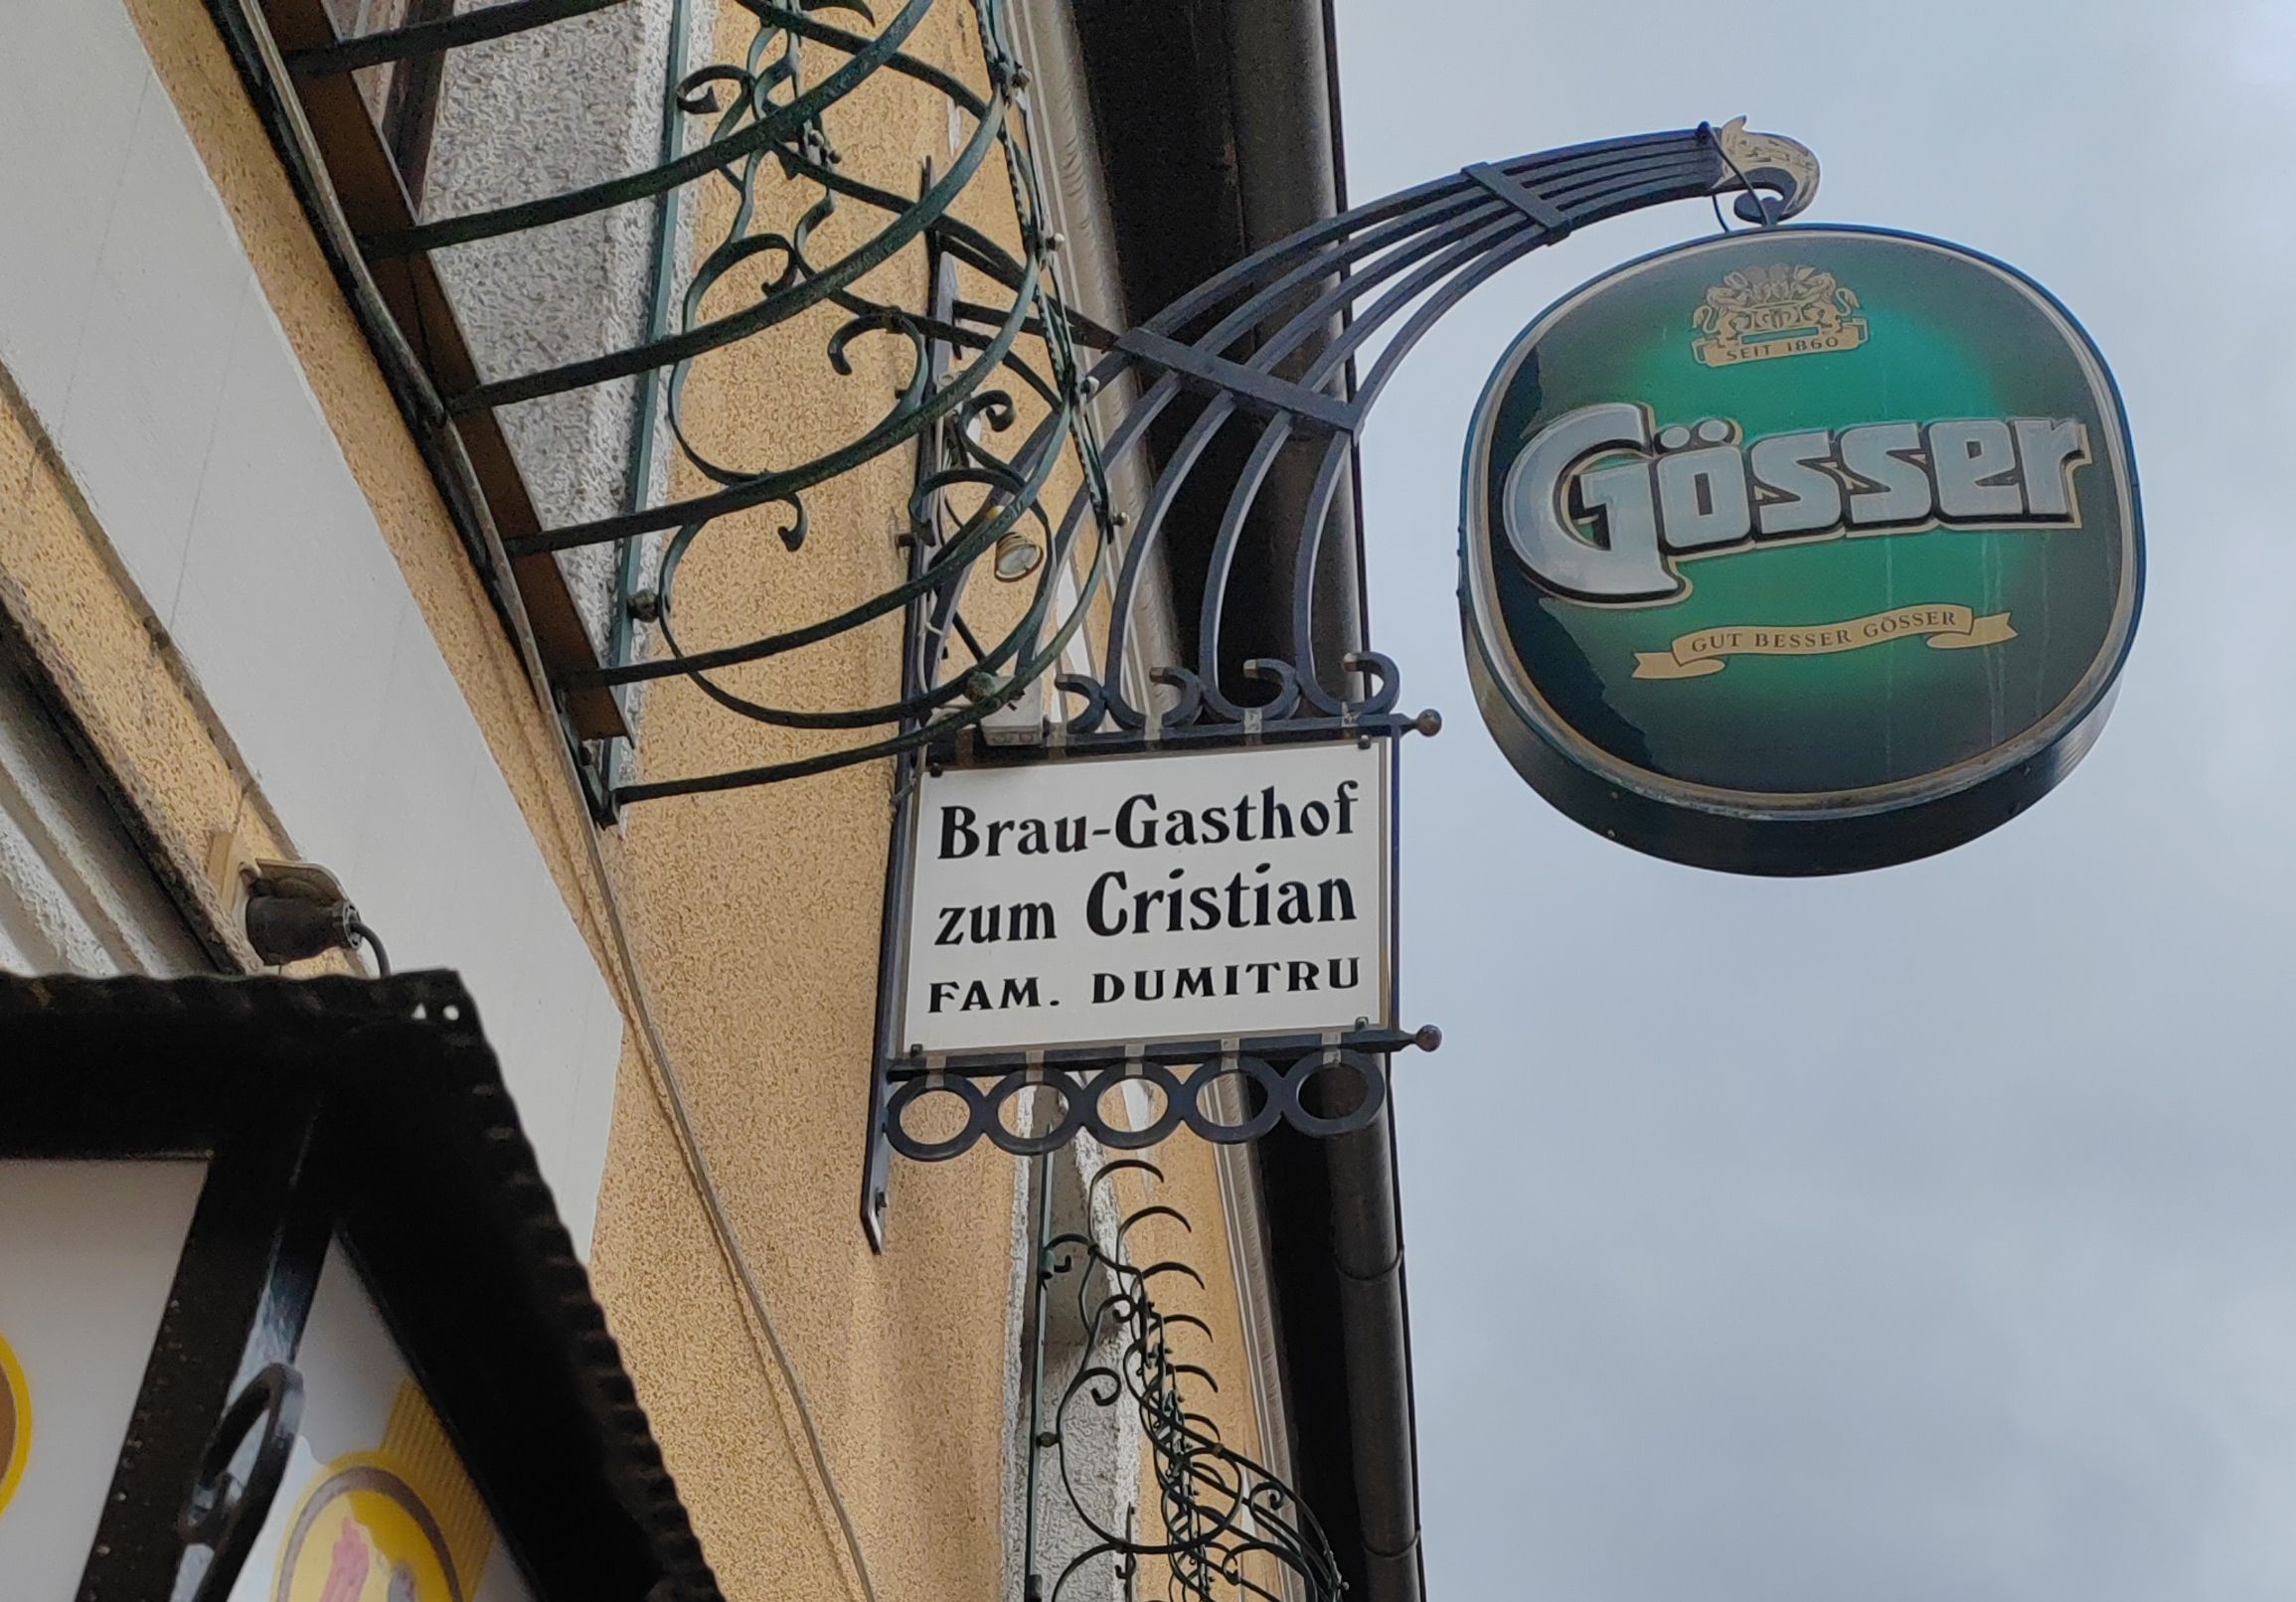 SEIT 1860
Gösser
GUT BESSER GÖSSER
Brau-Gasthof
zum Cristian
FAM. DUMITRU